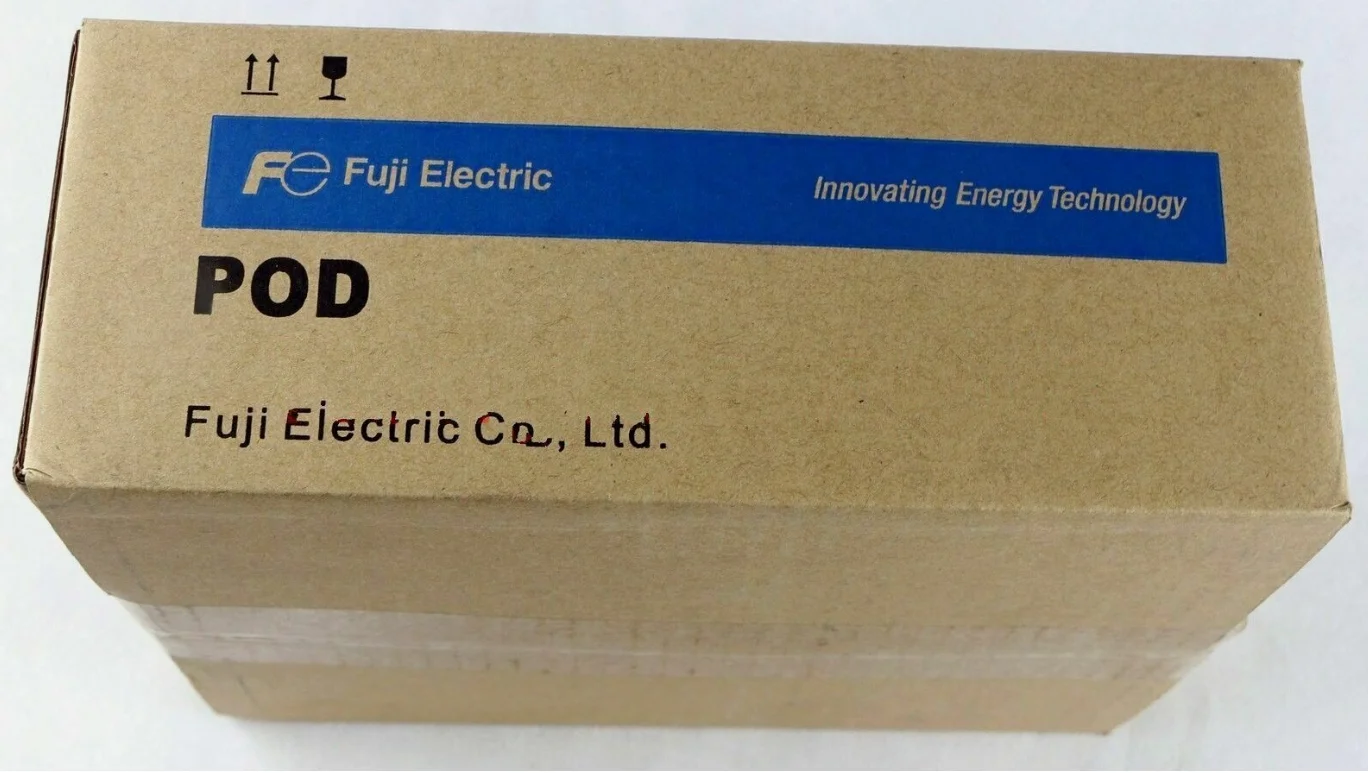 Fe Fuji Electric
Innovating Energy Technology
POD
Fuji Electric Co., Ltd.